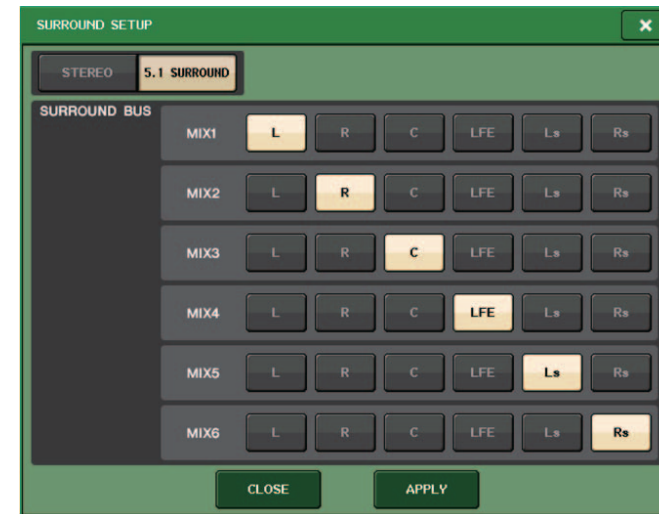 SURROUND SETUP ×
STEREO 5.1 SURROUND
SURROUND BUS
MIX1 L R C LFE Ls Rs
MIX2 L R C LFE Ls Rs
MIX3 L R C LFE Ls Rs
MIX4 L R C LFE Ls Rs
MIX5 L R C LFE Ls Rs
MIX6 L R C LFE Ls Rs
CLOSE APPLY